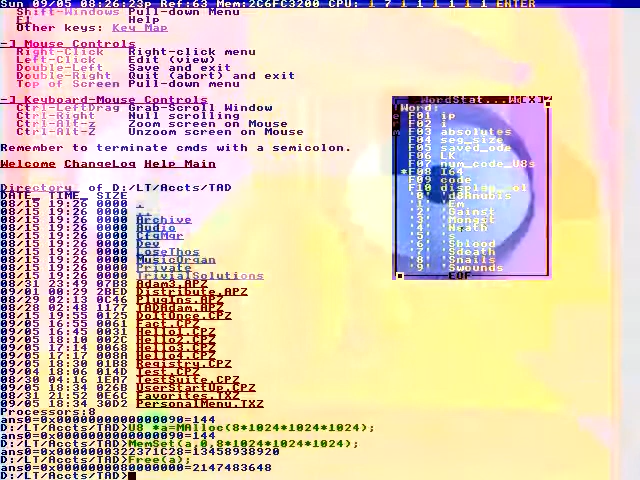 Sun 09/05 08:26:23p Ref:63 Mem:2C6FC3200 CPU: 1 7 1 1 1 1 1 1 ENTER
Shift-Windows Pull-down Menu
F1 Help
Other keys: Key Map
-] Mouse Controls
Right-Click Right-click menu
Left-Click Edit (view)
Double-Left Save and exit
Double-Right Quit (abort) and exit
Top of Screen Pull-down menu
-] Keyboard-Mouse Controls
Ctrl-LeftDrag Grab-Scroll Window
Ctrl-Right Null scrolling
Ctrl-Alt-z Zoom screen on Mouse
Ctrl-Alt-Z Unzoom screen on Mouse
Remember to terminate cmds with a semicolon.
Welcome ChangeLog Help Main
Directory of D:/LT/Accts/TAD
DATE_ TIME_ SIZE
08/15 19:26 0000 .
08/15 19:26 0000 ..
08/15 19:26 0000 Archive
08/15 19:26 0000 Audio
08/15 19:26 0000 CfgMgr
08/15 19:26 0000 Dev
08/15 19:26 0000 LoseThos
08/15 19:26 0000 MusicOrgan
08/15 19:26 0000 Private
08/15 19:26 0000 TrivialSolutions
08/31 23:49 07B8 Adam3.APZ
09/01 00:29 2BED Distribute.APZ
08/29 02:13 0C46 PlugIns.APZ
08/28 02:48 1177 TADAdam.APZ
08/15 19:55 0125 DoItOnce.CPZ
09/05 16:55 0061 Fact.CPZ
09/05 16:45 0031 Hello1.CPZ
09/05 18:10 002C Hello2.CPZ
09/05 17:14 0068 Hello3.CPZ
09/05 17:17 008A Hello4.CPZ
09/05 18:30 01B8 Registry.CPZ
09/04 18:06 014D Test.CPZ
08/30 04:16 1EA7 TestSuite.CPZ
09/05 18:34 026B UserStartUp.CPZ
08/31 21:52 0E6C Favorites.TXZ
09/05 18:34 30D2 PersonalMenu.TXZ
Processors:8
ans0=0x0000000000000090=144
D:/LT/Accts/TAD>U8 *a=MAlloc(8*1024*1024*1024);
ans0=0x0000000000000090=144
D:/LT/Accts/TAD>MemSet(a,0,8*1024*1024*1024);
ans0=0x0000000322371C28=13458938920
D:/LT/Accts/TAD>Free(a);
ans0=0x0000000080000000=2147483648
D:/LT/Accts/TAD>
WordStat... [X]
Word:
F01 ip
F02 i
F03 absolutes
F04 seg_size
F05 saved_ode
F06 LK
F07 num_code_U8s
*F08 I64
F09 code
F10
'0' 'd8Anubis
'1' 'Em
'2' 'Gainst
'3' 'Mongst
'4' 'Neath
'5' 's
'6' 'Sblood
'7' 'Sdeath
'8' 'Snails
'9' 'Swounds
EOF